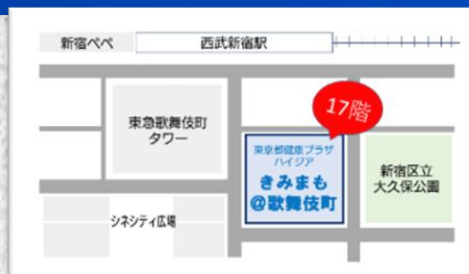 新宿ペペ
西武新宿駅
17階
東急歌舞伎町
タワー
東京都健康プラザ
ハイジア
きみまも
@歌舞伎町
新宿区立
大久保公園
シネシティ広場